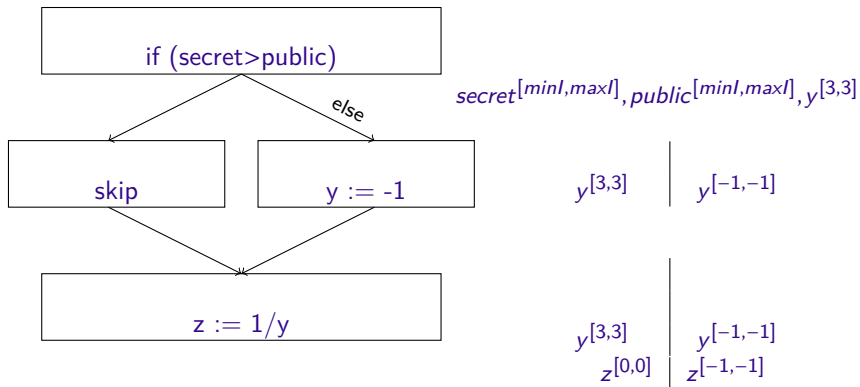 if (secret>public)
secret[minI,maxI], public[minI,maxI], y[3,3]
else
skip
y := -1
y[3,3]
y[-1,-1]
z := 1/y
y[3,3]
y[-1,-1]
z[0,0]
z[-1,-1]